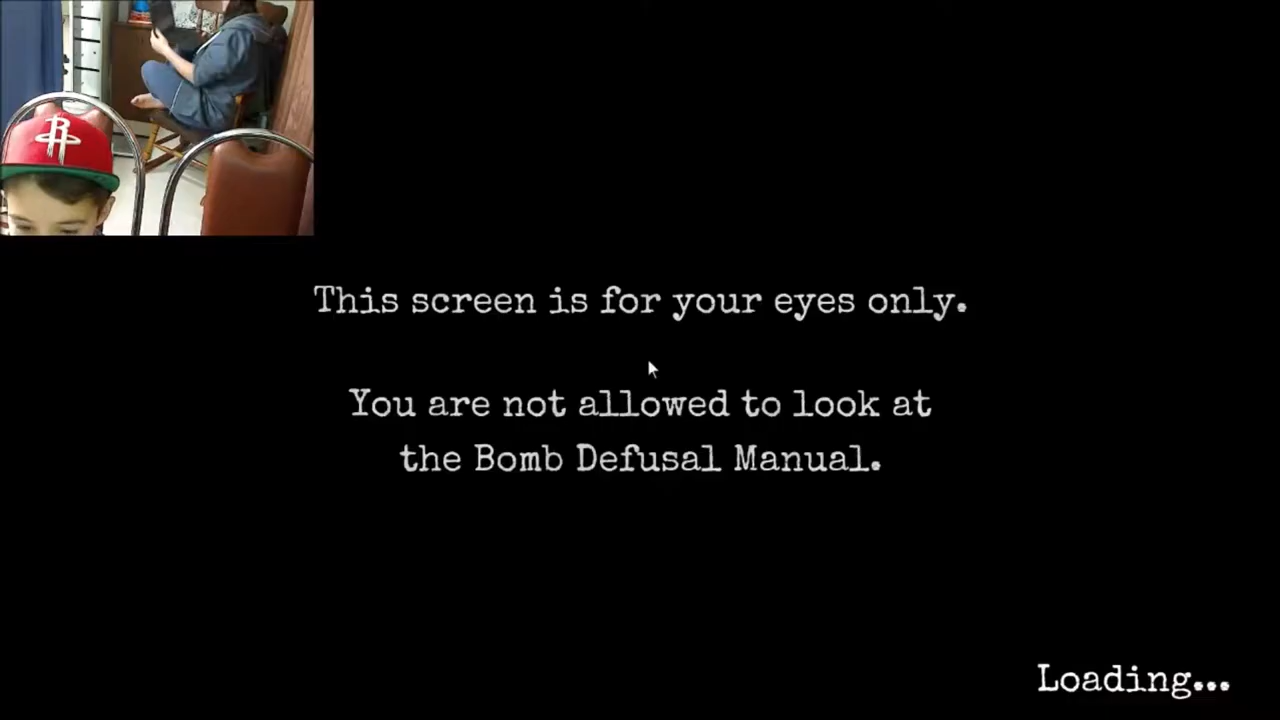 This screen is for your eyes only.
You are not allowed to look at
the Bomb Defusal Manual.
Loading...